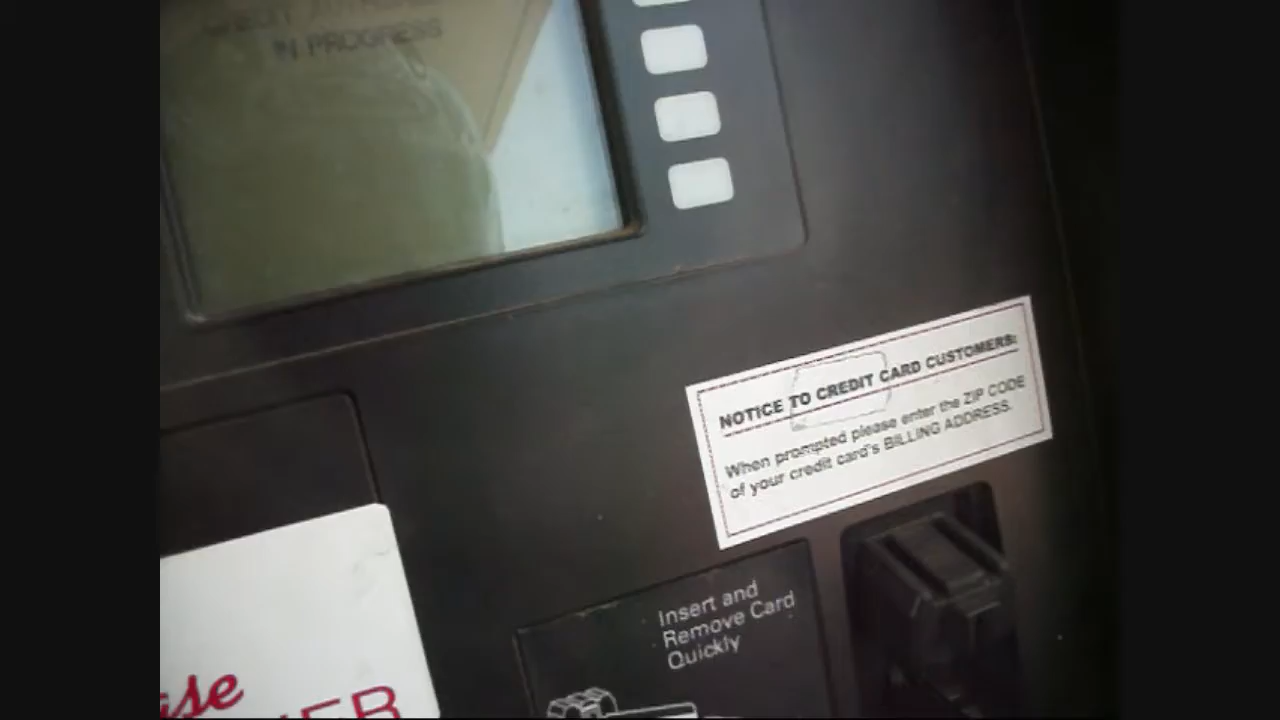 IN PROGRESS
NOTICE TO CREDIT CARD CUSTOMERS:
When prompted please enter the ZIP CODE
of your credit card's BILLING ADDRESS.
Insert and
Remove Card
Quickly